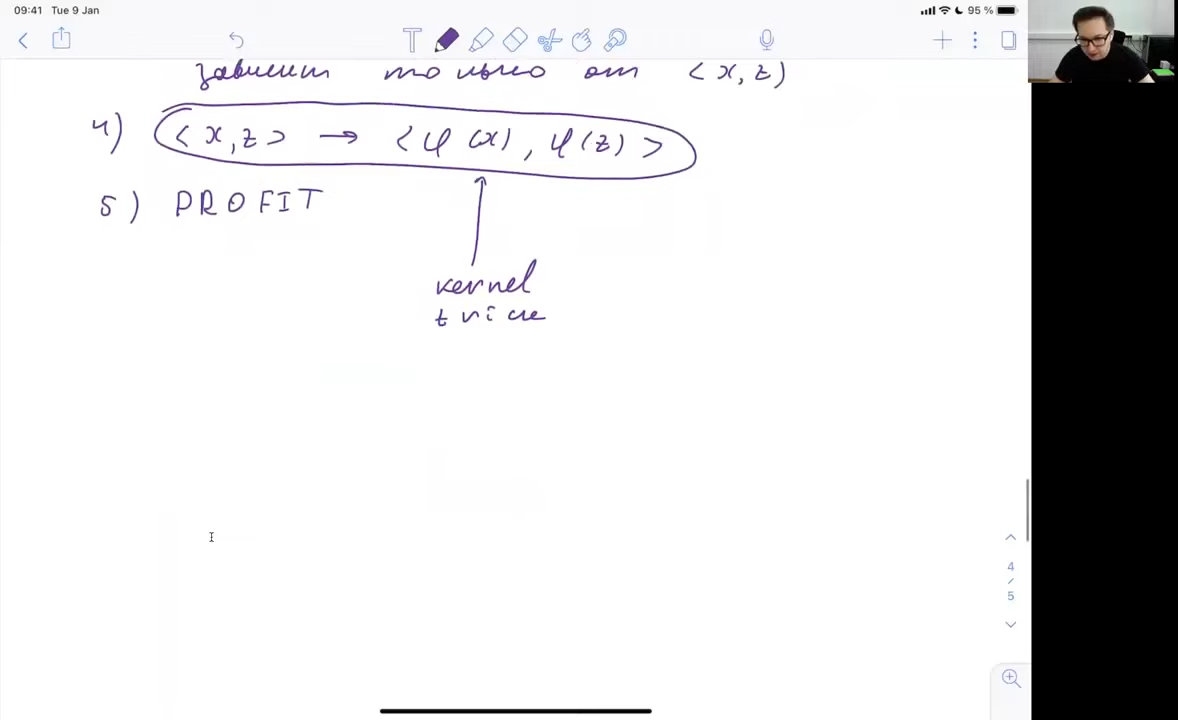 09:41 Tue 9 Jan
95 %
зависит только от <x, z>
4) <x, z> → <φ(x), φ(z)>
5) PROFIT
kernel
trick
4
/
5